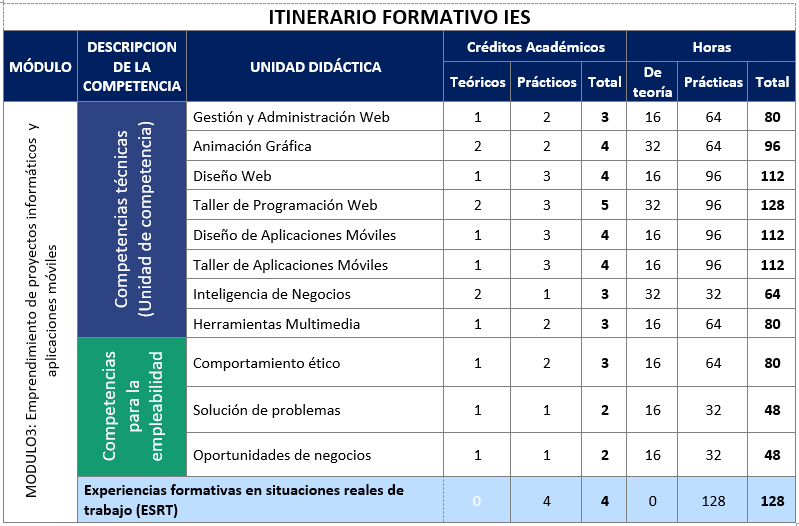 ITINERARIO FORMATIVO IES
MÓDULO | DESCRIPCION DE LA COMPETENCIA | UNIDAD DIDÁCTICA | Créditos Académicos | Horas
Teóricos | Prácticos | Total | De teoría | Prácticas | Total
MODULO3: Emprendimiento de proyectos informáticos y aplicaciones móviles
Competencias técnicas (Unidad de competencia)
Gestión y Administración Web | 1 | 2 | 3 | 16 | 64 | 80
Animación Gráfica | 2 | 2 | 4 | 32 | 64 | 96
Diseño Web | 1 | 3 | 4 | 16 | 96 | 112
Taller de Programación Web | 2 | 3 | 5 | 32 | 96 | 128
Diseño de Aplicaciones Móviles | 1 | 3 | 4 | 16 | 96 | 112
Taller de Aplicaciones Móviles | 1 | 3 | 4 | 16 | 96 | 112
Inteligencia de Negocios | 2 | 1 | 3 | 32 | 32 | 64
Herramientas Multimedia | 1 | 2 | 3 | 16 | 64 | 80
Competencias para la empleabilidad
Comportamiento ético | 1 | 2 | 3 | 16 | 64 | 80
Solución de problemas | 1 | 1 | 2 | 16 | 32 | 48
Oportunidades de negocios | 1 | 1 | 2 | 16 | 32 | 48
Experiencias formativas en situaciones reales de trabajo (ESRT) | 0 | 4 | 4 | 0 | 128 | 128